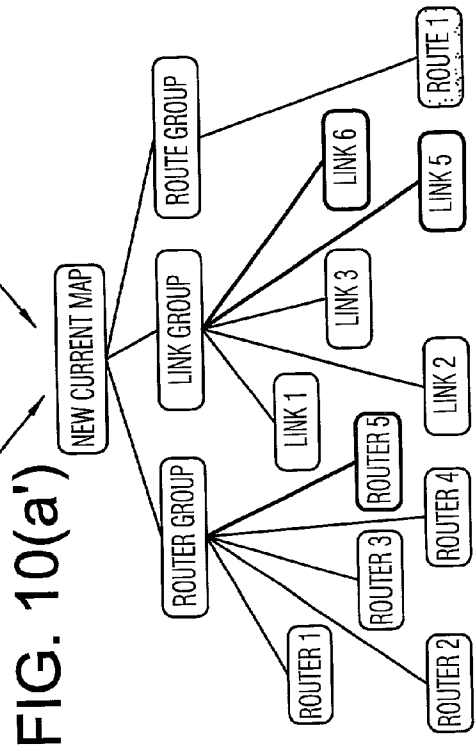 FIG. 10(a')
NEW CURRENT MAP
ROUTER GROUP
LINK GROUP
ROUTE GROUP
ROUTER 1
ROUTER 2
ROUTER 3
ROUTER 4
ROUTER 5
LINK 1
LINK 2
LINK 3
LINK 6
LINK 5
ROUTE 1